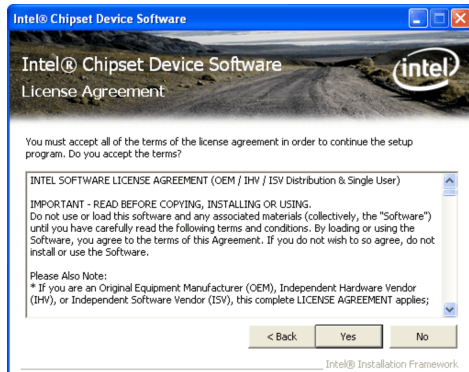 Intel® Chipset Device Software
Intel® Chipset Device Software
License Agreement
intel
You must accept all of the terms of the license agreement in order to continue the setup
program. Do you accept the terms?
INTEL SOFTWARE LICENSE AGREEMENT (OEM / IHV / ISV Distribution & Single User)
IMPORTANT - READ BEFORE COPYING, INSTALLING OR USING.
Do not use or load this software and any associated materials (collectively, the "Software")
until you have carefully read the following terms and conditions. By loading or using the
Software, you agree to the terms of this Agreement. If you do not wish to so agree, do not
install or use the Software.
Please Also Note:
* If you are an Original Equipment Manufacturer (OEM), Independent Hardware Vendor
(IHV), or Independent Software Vendor (ISV), this complete LICENSE AGREEMENT applies;
< Back Yes No
Intel® Installation Framework